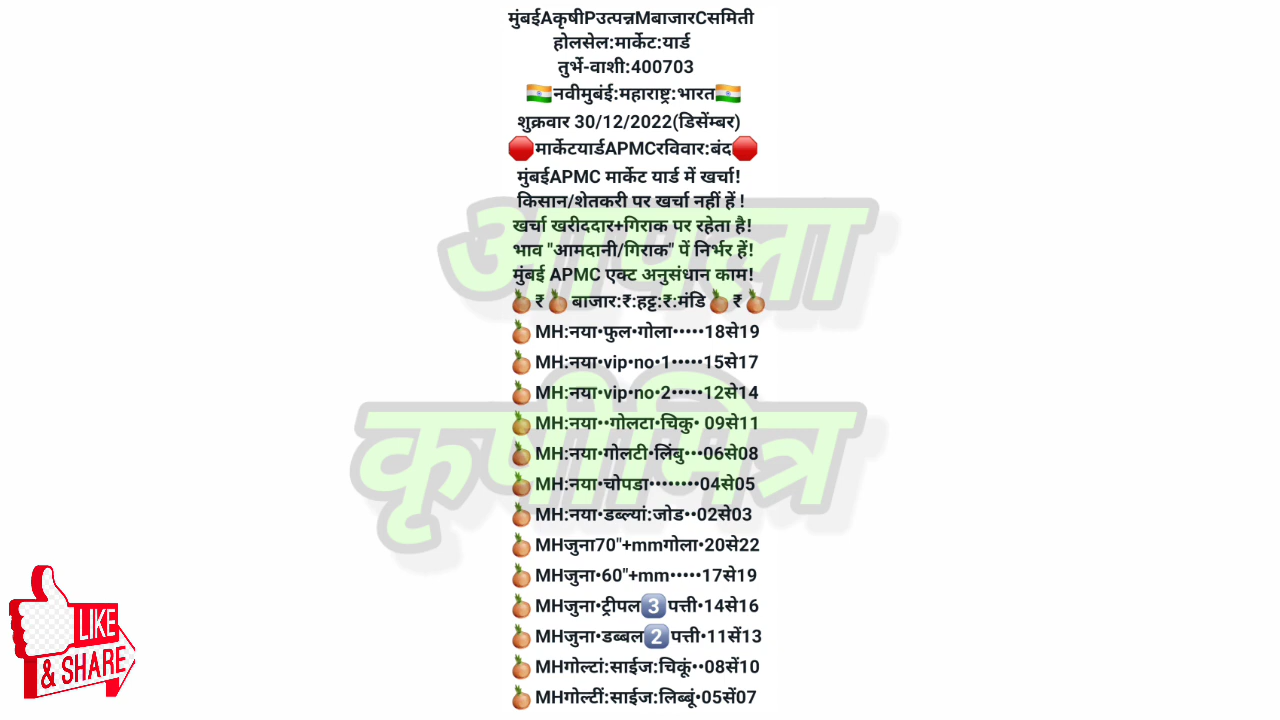 मुंबईAकृषीPउत्पन्नMबाजारCसमिती
होलसेल:मार्केट:यार्ड
तुर्भे-वाशी:400703
🇮🇳नवीमुबंई:महाराष्ट्र:भारत🇮🇳
शुक्रवार 30/12/2022(डिसेंम्बर)
🛑मार्केटयार्डAPMCरविवार:बंद🛑
मुंबईAPMC मार्केट यार्ड में खर्चा!
किसान/शेतकरी पर खर्चा नहीं हें !
खर्चा खरीददार+गिराक पर रहेता है!
भाव "आमदानी/गिराक" पें निर्भर हें!
मुंबई APMC एक्ट अनुसंधान काम!
🧅₹🧅बाजार:₹:हट्ट:₹:मंडि🧅₹🧅
🧅MH:नया•फुल•गोला•••••18से19
🧅MH:नया•vip•no•1•••••15से17
🧅MH:नया•vip•no•2•••••12से14
🧅MH:नया••गोलटा•चिकु• 09से11
🧅MH:नया•गोलटी•लिंबु•••06से08
🧅MH:नया•चोपडा••••••••04से05
🧅MH:नया•डब्ल्यां:जोड••02से03
🧅MHजुना70"+mmगोला•20से22
🧅MHजुना•60"+mm•••••17से19
🧅MHजुना•ट्रीपल3️⃣पत्ती•14से16
🧅MHजुना•डब्बल2️⃣पत्ती•11सें13
🧅MHगोल्टां:साईज:चिकूं••08सें10
🧅MHगोल्टीं:साईज:लिब्बूं•05सें07
आपला
कृषीमित्र
LIKE
& SHARE